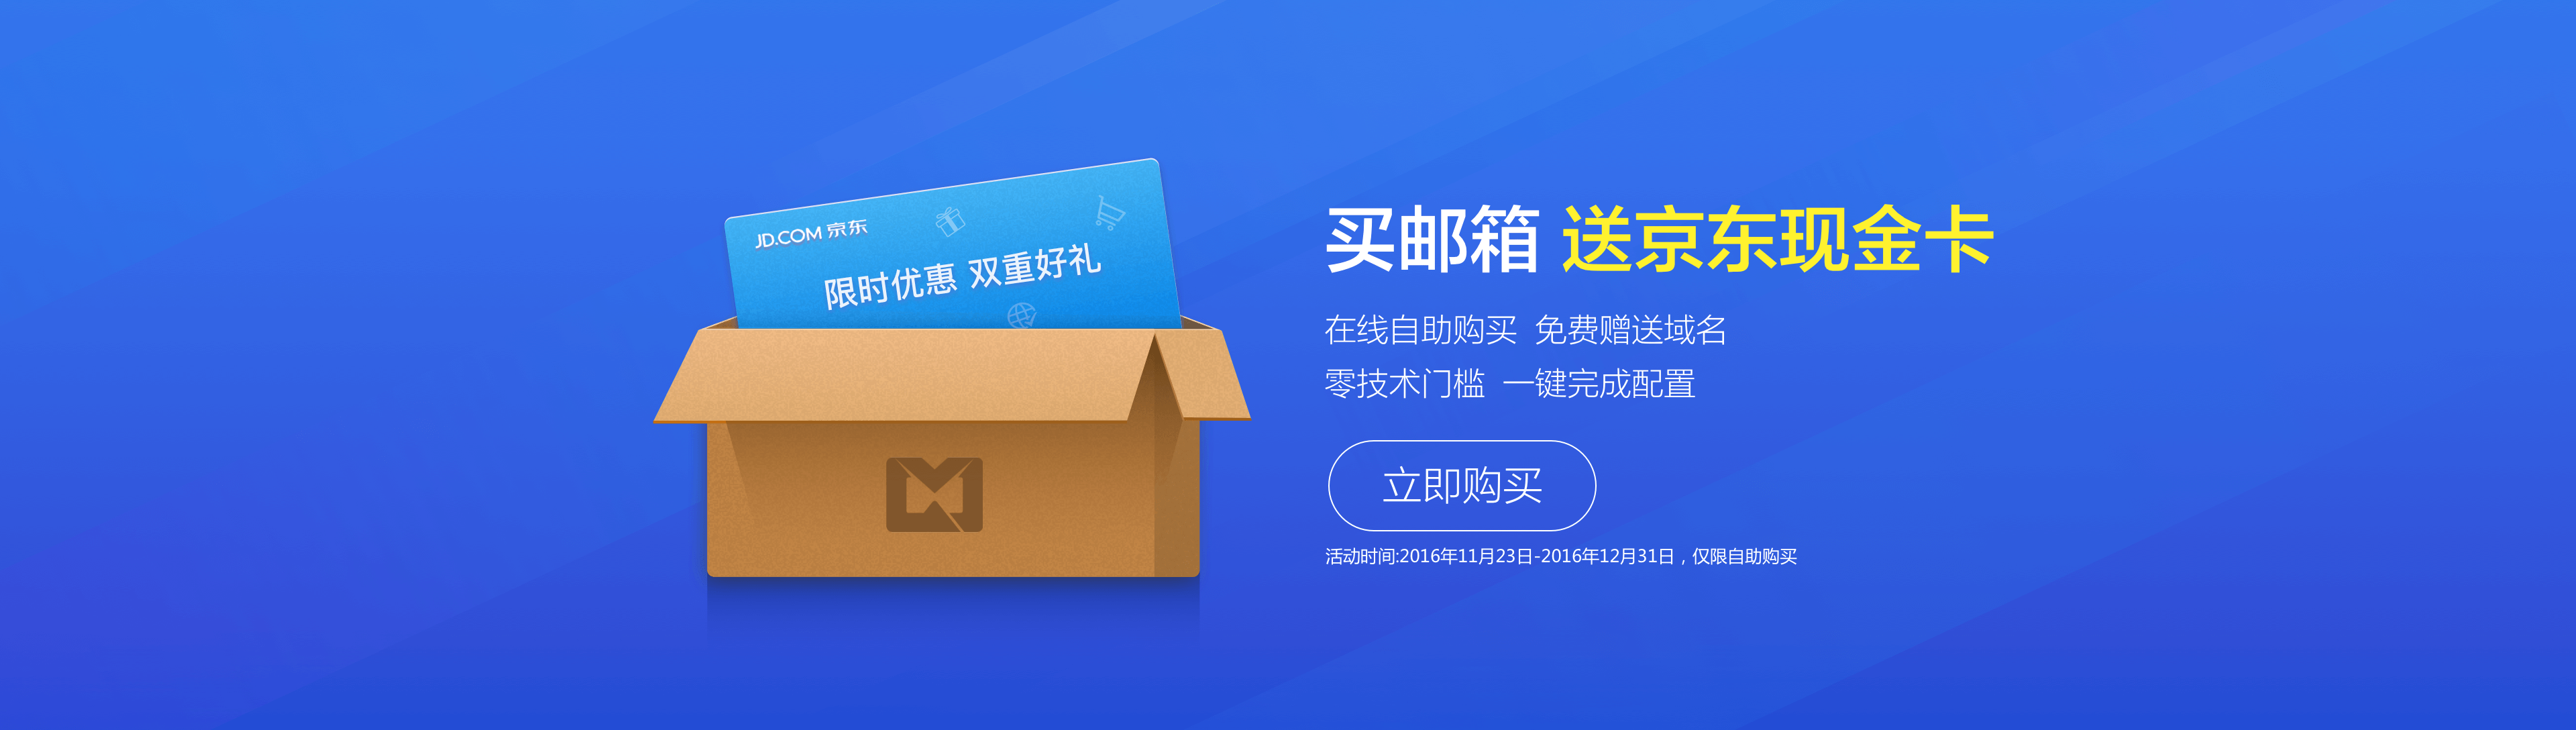 JD.COM 京东
限时优惠 双重好礼
买邮箱 送京东现金卡
在线自助购买 免费赠送域名
零技术门槛 一键完成配置
立即购买
活动时间:2016年11月23日-2016年12月31日，仅限自助购买